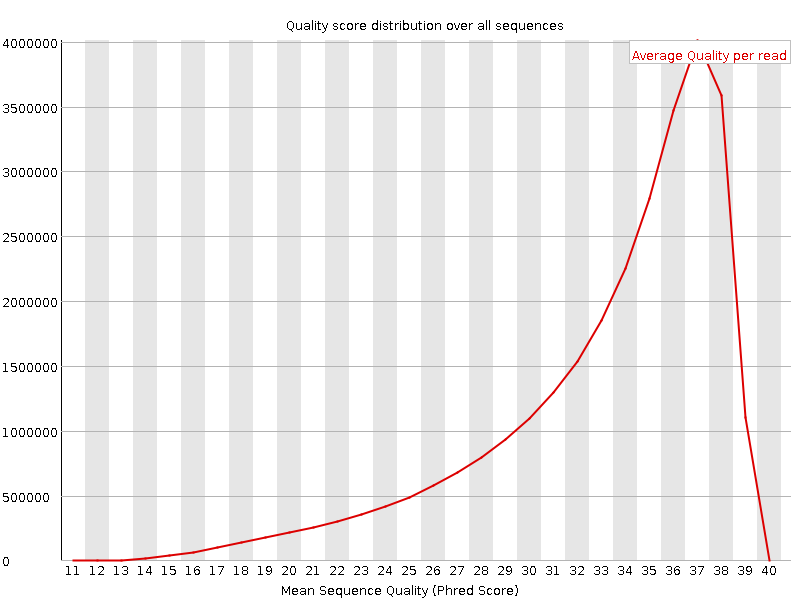 Quality score distribution over all sequences
4000000
Average Quality per read
3500000
3000000
2500000
2000000
1500000
1000000
500000
0
11 12 13 14 15 16 17 18 19 20 21 22 23 24 25 26 27 28 29 30 31 32 33 34 35 36 37 38 39 40
Mean Sequence Quality (Phred Score)